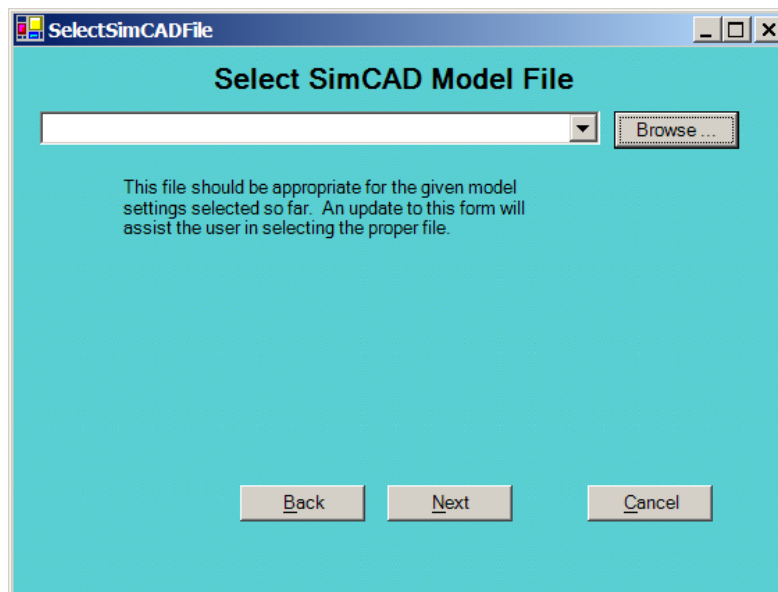 SelectSimCADFile
Select SimCAD Model File
Browse ...
This file should be appropriate for the given model
settings selected so far.  An update to this form will
assist the user in selecting the proper file.
Back
Next
Cancel